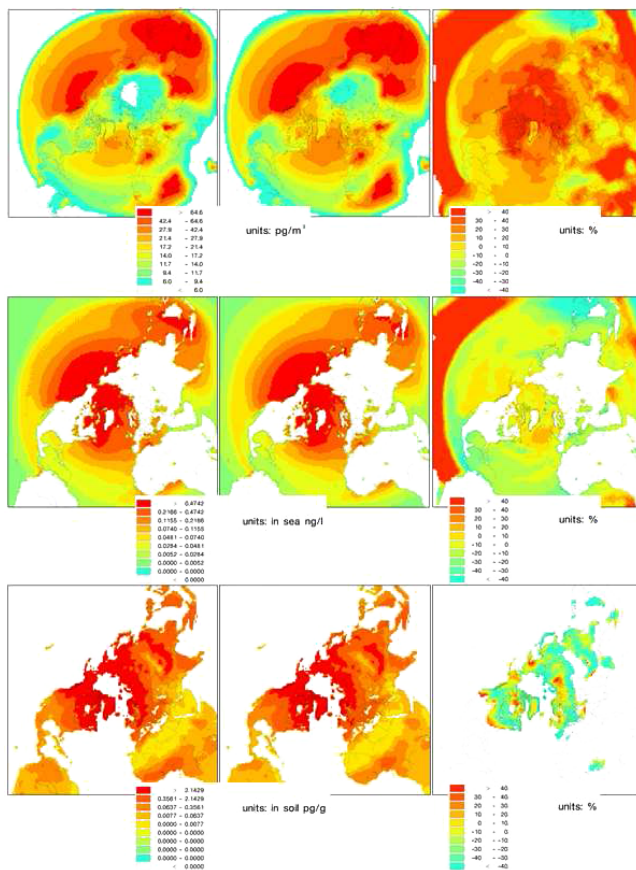 > 64.6
42.4 - 64.6
27.9 - 42.4
21.4 - 27.9
17.2 - 21.4
14.0 - 17.2
11.7 - 14.0
9.4 - 11.7
6.0 - 9.4
< 6.0
units: pg/m³
> 40
30 - 40
20 - 30
10 - 20
0 - 10
-10 - 0
-20 - -10
-30 - -20
-40 - -30
< -40
units: %
> 0.4742
0.2166 - 0.4742
0.1155 - 0.2166
0.0740 - 0.1155
0.0481 - 0.0740
0.0284 - 0.0481
0.0052 - 0.0284
0.0000 - 0.0052
0.0000 - 0.0000
< 0.0000
units: in sea ng/l
> 40
30 - 40
20 - 30
10 - 20
0 - 10
-10 - 0
-20 - -10
-30 - -20
-40 - -30
< -40
units: %
> 2.1429
0.3561 - 2.1429
0.0637 - 0.3561
0.0077 - 0.0637
0.0000 - 0.0077
0.0000 - 0.0000
0.0000 - 0.0000
0.0000 - 0.0000
0.0000 - 0.0000
< 0.0000
units: in soil pg/g
> 40
30 - 40
20 - 30
10 - 20
0 - 10
-10 - 0
-20 - -10
-30 - -20
-40 - -30
< -40
units: %